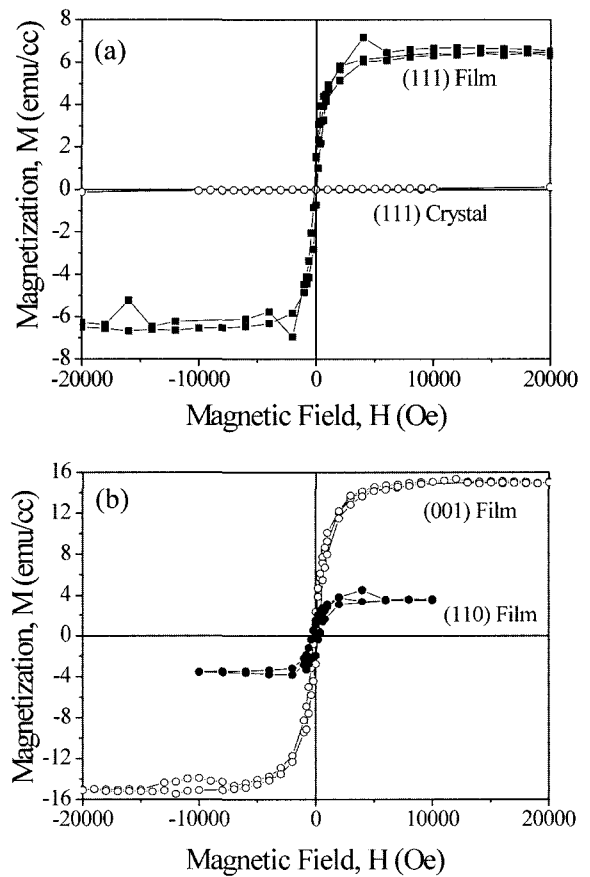 (a)
8
6
4
2
0
-2
-4
-6
-8
(111) Film
(111) Crystal
Magnetization, M (emu/cc)
-20000 -10000 0 10000 20000
Magnetic Field, H (Oe)
(b)
16
12
8
4
0
-4
-8
-12
-16
(001) Film
(110) Film
Magnetization, M (emu/cc)
-20000 -10000 0 10000 20000
Magnetic Field, H (Oe)